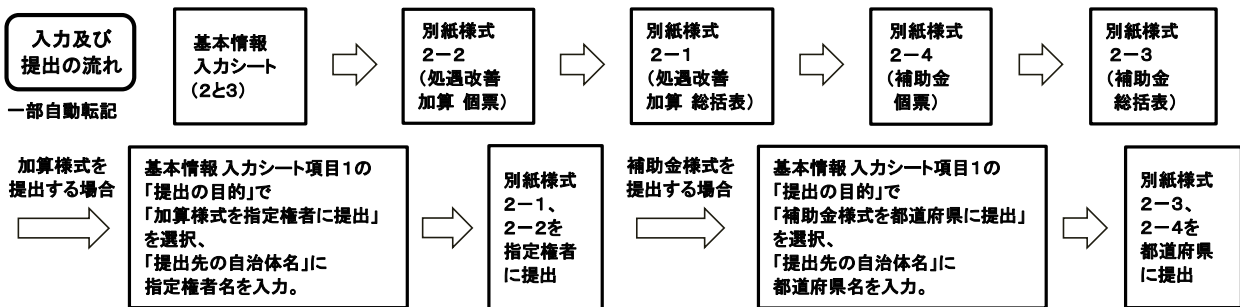 入力及び
提出の流れ
一部自動転記
基本情報
入力シート
(2と3)
別紙様式
2-2
(処遇改善
加算 個票)
別紙様式
2-1
(処遇改善
加算 総括表)
別紙様式
2-4
(補助金
個票)
別紙様式
2-3
(補助金
総括表)
加算様式を
提出する場合
基本情報 入力シート項目1の
「提出の目的」で
「加算様式を指定権者に提出」
を選択、
「提出先の自治体名」に
指定権者名を入力。
別紙様式
2-1、
2-2を
指定権者
に提出
補助金様式を
提出する場合
基本情報 入力シート項目1の
「提出の目的」で
「補助金様式を都道府県に提出」
を選択、
「提出先の自治体名」に
都道府県名を入力。
別紙様式
2-3、
2-4を
都道府県
に提出